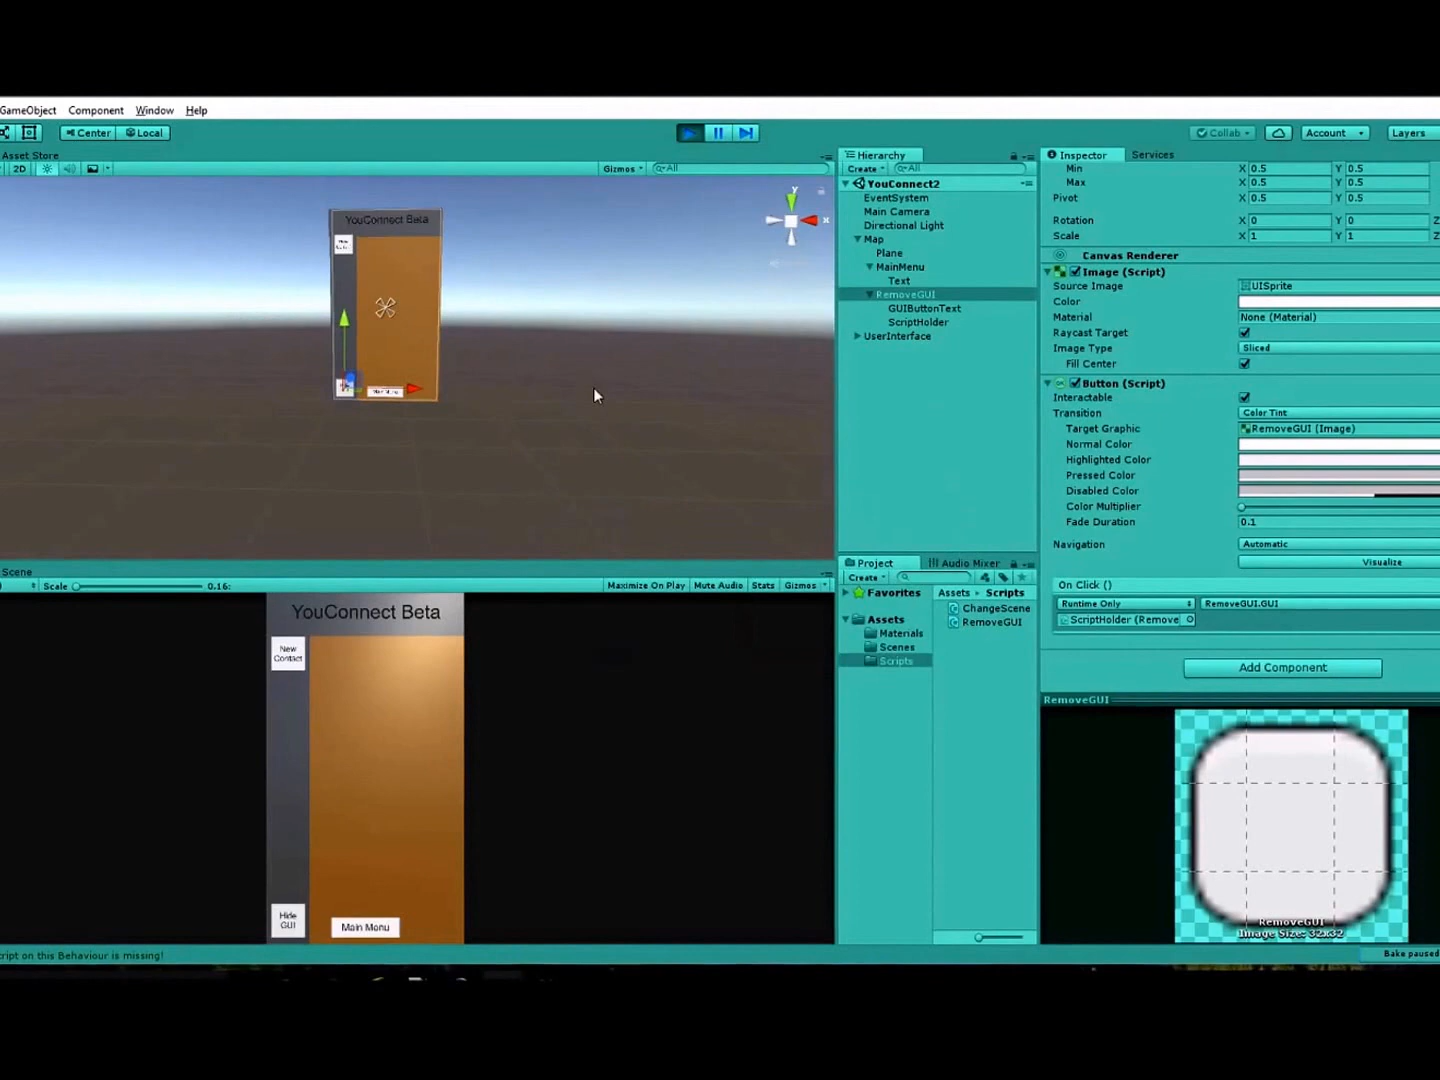 GameObject Component Window Help
Center Local
Collab Account Layers
Asset Store
2D Gizmos All
YouConnect Beta
Main Menu
Hierarchy
Create All
YouConnect2
EventSystem
Main Camera
Directional Light
Map
Plane
MainMenu
Text
RemoveGUI
GUIButtonText
ScriptHolder
UserInterface
Inspector Services
Min X 0.5 Y 0.5
Max X 0.5 Y 0.5
Pivot X 0.5 Y 0.5
Rotation X 0 Y 0 Z
Scale X 1 Y 1 Z
Canvas Renderer
Image (Script)
Source Image UISprite
Color
Material None (Material)
Raycast Target
Image Type Sliced
Fill Center
Button (Script)
Interactable
Transition Color Tint
Target Graphic RemoveGUI (Image)
Normal Color
Highlighted Color
Pressed Color
Disabled Color
Color Multiplier
Fade Duration 0.1
Navigation Automatic
Visualize
On Click ()
Runtime Only RemoveGUI.GUI
ScriptHolder (Remove
Add Component
RemoveGUI
RemoveGUI
Image Size: 32x32
Project Audio Mixer
Create
Favorites
Assets
Materials
Scenes
Scripts
Assets Scripts
ChangeScene
RemoveGUI
Scene
Scale 0.16: Maximize On Play Mute Audio Stats Gizmos
YouConnect Beta
New
Contact
Hide
GUI
Main Menu
cript on this Behaviour is missing!
Bake paused